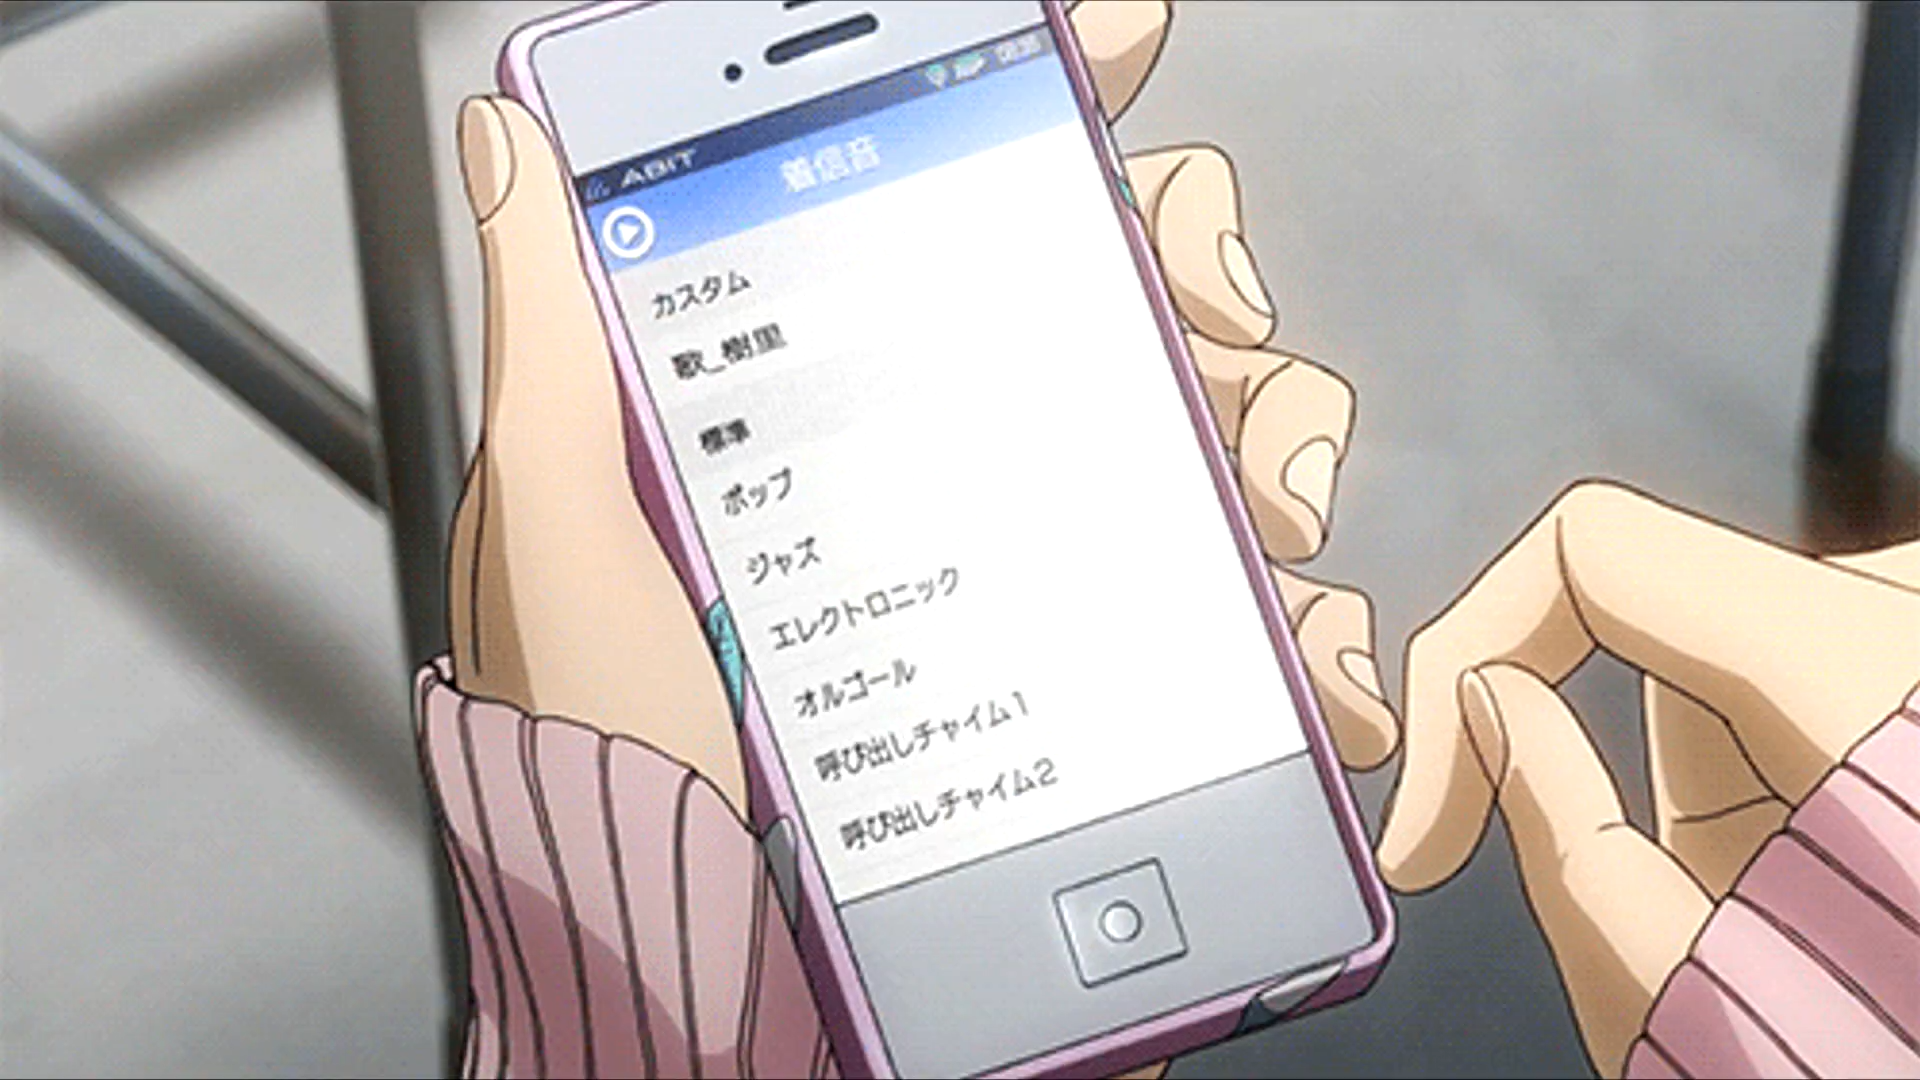 ABIT
着信音
カスタム
歌_樹里
標準
ポップ
ジャズ
エレクトロニック
オルゴール
呼び出しチャイム1
呼び出しチャイム2